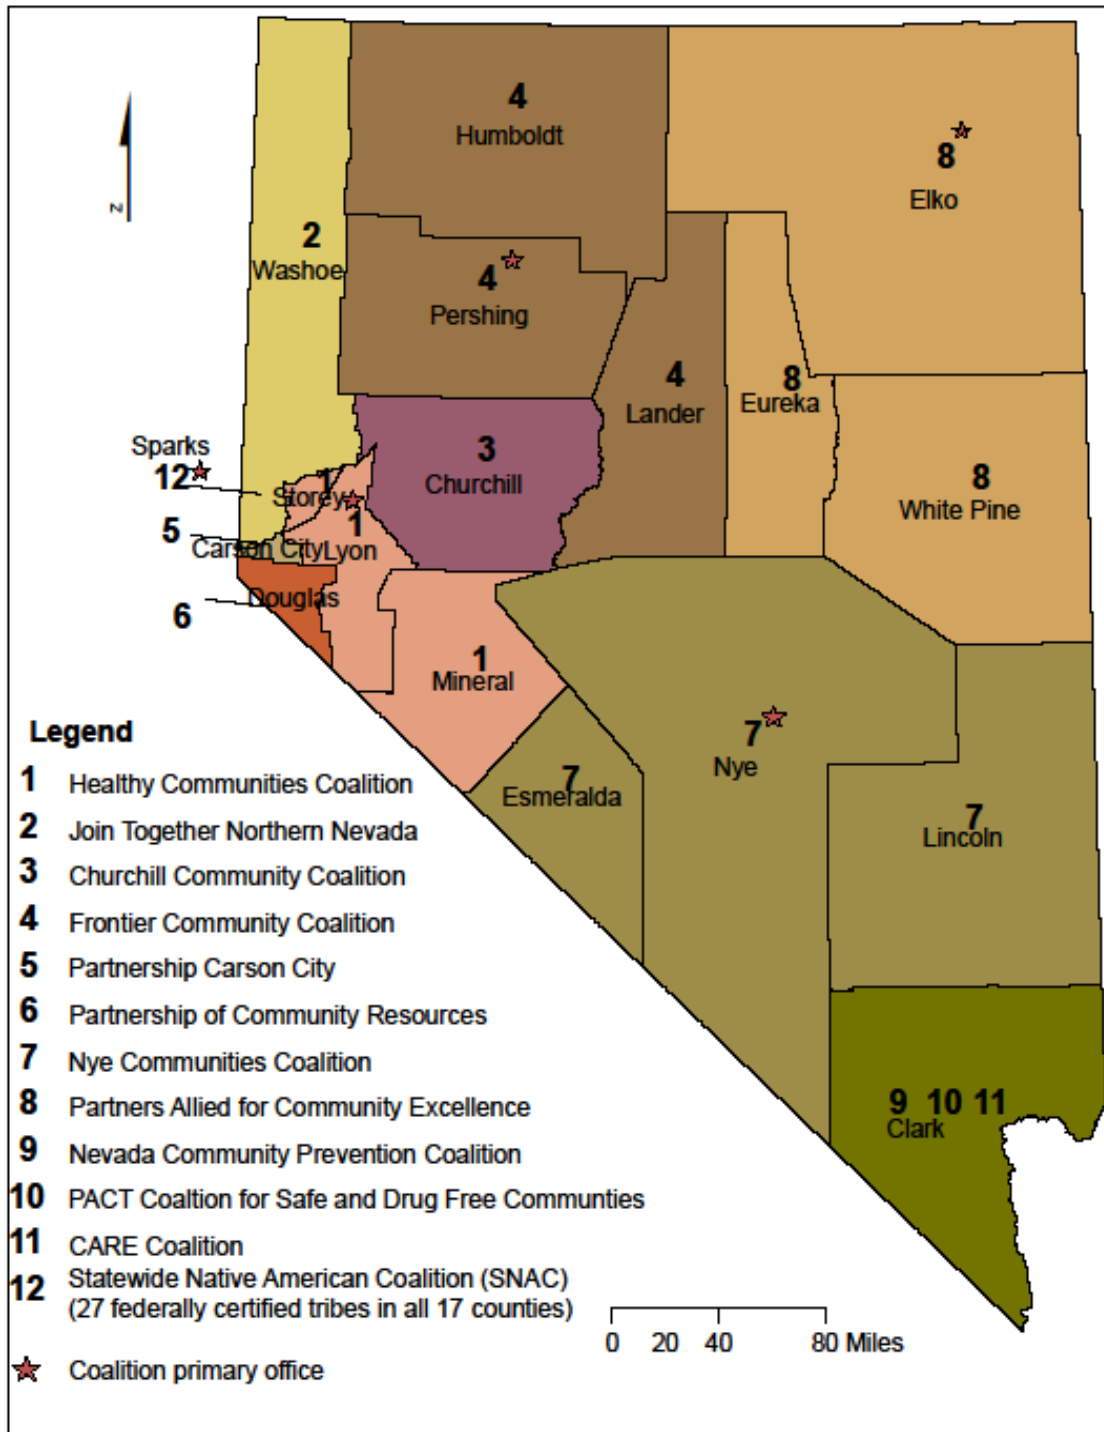 4
Humboldt
8
Elko
2
Washoe
4
Pershing
4
Lander
8
Eureka
3
Churchill
8
White Pine
Sparks
12
1
Storey
1
5
Carson City
Lyon
Douglas
6
1
Mineral
7
Esmeralda
7
Nye
7
Lincoln
9 10 11
Clark
N
Legend
1 Healthy Communities Coalition
2 Join Together Northern Nevada
3 Churchill Community Coalition
4 Frontier Community Coalition
5 Partnership Carson City
6 Partnership of Community Resources
7 Nye Communities Coalition
8 Partners Allied for Community Excellence
9 Nevada Community Prevention Coalition
10 PACT Coaltion for Safe and Drug Free Communties
11 CARE Coalition
12 Statewide Native American Coalition (SNAC)
(27 federally certified tribes in all 17 counties)
Coalition primary office
0 20 40 80 Miles